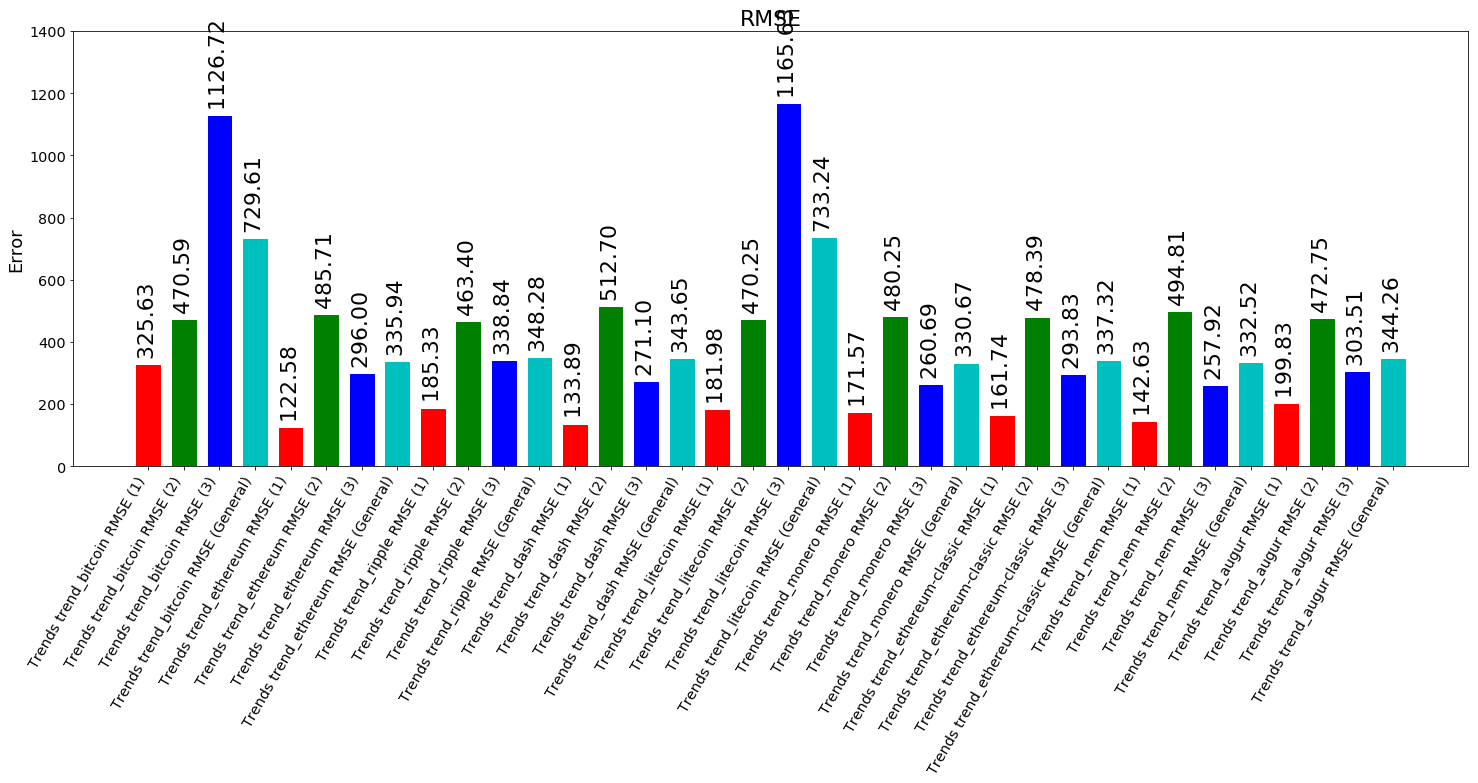 RMSE
Error
1400
1200
1000
800
600
400
200
0
325.63
470.59
1126.72
729.61
122.58
485.71
296.00
335.94
185.33
463.40
338.84
348.28
133.89
512.70
271.10
343.65
181.98
470.25
733.24
171.57
480.25
260.69
330.67
161.74
478.39
293.83
337.32
142.63
494.81
257.92
332.52
199.83
472.75
303.51
344.26
Trends trend_bitcoin RMSE (1)
Trends trend_bitcoin RMSE (2)
Trends trend_bitcoin RMSE (3)
Trends trend_bitcoin RMSE (General)
Trends trend_ethereum RMSE (1)
Trends trend_ethereum RMSE (2)
Trends trend_ethereum RMSE (3)
Trends trend_ethereum RMSE (General)
Trends trend_ripple RMSE (1)
Trends trend_ripple RMSE (2)
Trends trend_ripple RMSE (3)
Trends trend_ripple RMSE (General)
Trends trend_dash RMSE (1)
Trends trend_dash RMSE (2)
Trends trend_dash RMSE (3)
Trends trend_dash RMSE (General)
Trends trend_litecoin RMSE (1)
Trends trend_litecoin RMSE (2)
Trends trend_litecoin RMSE (3)
Trends trend_litecoin RMSE (General)
Trends trend_monero RMSE (1)
Trends trend_monero RMSE (2)
Trends trend_monero RMSE (3)
Trends trend_monero RMSE (General)
Trends trend_ethereum-classic RMSE (1)
Trends trend_ethereum-classic RMSE (2)
Trends trend_ethereum-classic RMSE (3)
Trends trend_ethereum-classic RMSE (General)
Trends trend_nem RMSE (1)
Trends trend_nem RMSE (2)
Trends trend_nem RMSE (3)
Trends trend_nem RMSE (General)
Trends trend_augur RMSE (1)
Trends trend_augur RMSE (2)
Trends trend_augur RMSE (3)
Trends trend_augur RMSE (General)